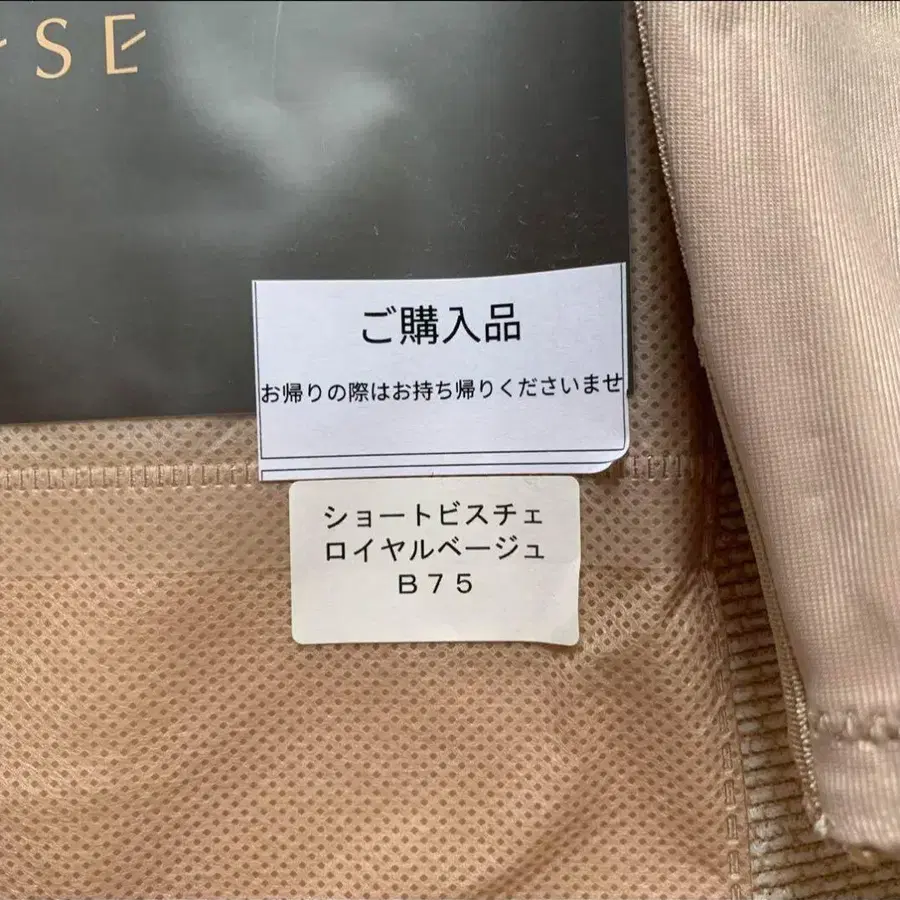 SE
ご購入品
お帰りの際はお持ち帰りくださいませ
ショートビスチェ
ロイヤルベージュ
B75